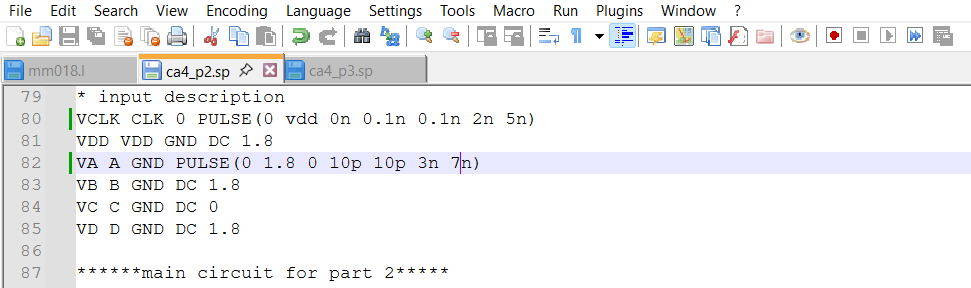 File Edit Search View Encoding Language Settings Tools Macro Run Plugins Window ?
mm018.l ca4_p2.sp ca4_p3.sp
79 * input description
80 VCLK CLK 0 PULSE(0 vdd 0n 0.1n 0.1n 2n 5n)
81 VDD VDD GND DC 1.8
82 VA A GND PULSE(0 1.8 0 10p 10p 3n 7n)
83 VB B GND DC 1.8
84 VC C GND DC 0
85 VD D GND DC 1.8
86
87 ******main circuit for part 2*****